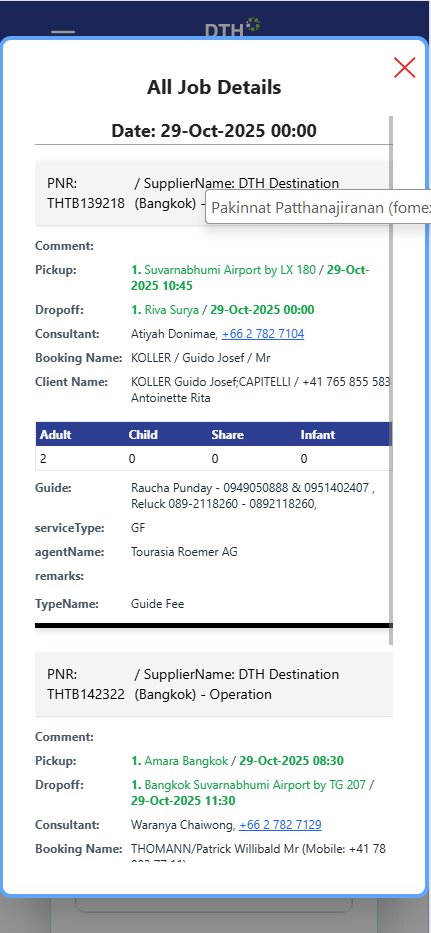 DTH
All Job Details
Date: 29-Oct-2025 00:00
PNR: / SupplierName: DTH Destination
THTB139218 (Bangkok) -
Pakinnat Patthanajiranan (fome
Comment:
Pickup: 1. Suvarnabhumi Airport by LX 180 / 29-Oct-
2025 10:45
Dropoff: 1. Riva Surya / 29-Oct-2025 00:00
Consultant: Atiyah Donimae, +66 2 782 7104
Booking Name: KOLLER / Guido Josef / Mr
Client Name: KOLLER Guido Josef;CAPITELLI / +41 765 855 583
Antoinette Rita
Adult Child Share Infant
2 0 0 0
Guide: Raucha Punday - 0949050888 & 0951402407 ,
Reluck 089-2118260 - 0892118260,
serviceType: GF
agentName: Tourasia Roemer AG
remarks:
TypeName: Guide Fee
PNR: / SupplierName: DTH Destination
THTB142322 (Bangkok) - Operation
Comment:
Pickup: 1. Amara Bangkok / 29-Oct-2025 08:30
Dropoff: 1. Bangkok Suvarnabhumi Airport by TG 207 /
29-Oct-2025 11:30
Consultant: Waranya Chaiwong, +66 2 782 7129
Booking Name: THOMANN/Patrick Willibald Mr (Mobile: +41 78